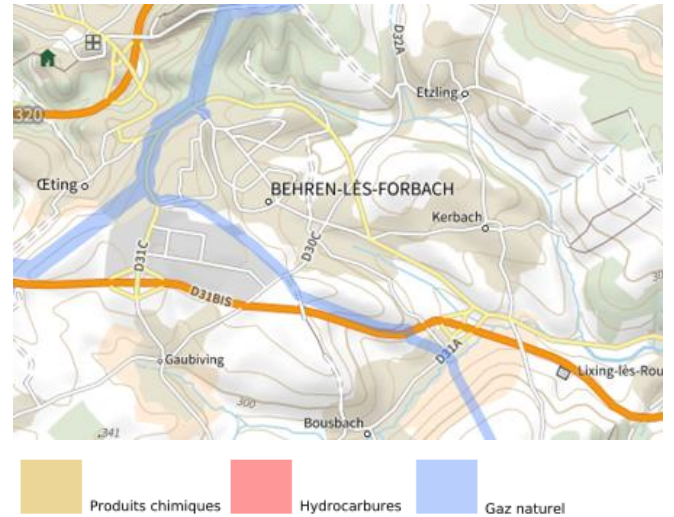 D32A
Etzling
320
Œting
BEHREN-LÈS-FORBACH
Kerbach
D31C
D30C
D31BIS
D31A
Gaubiving
Lixing-lès-Rou
300
Bousbach
341
Produits chimiques
Hydrocarbures
Gaz naturel